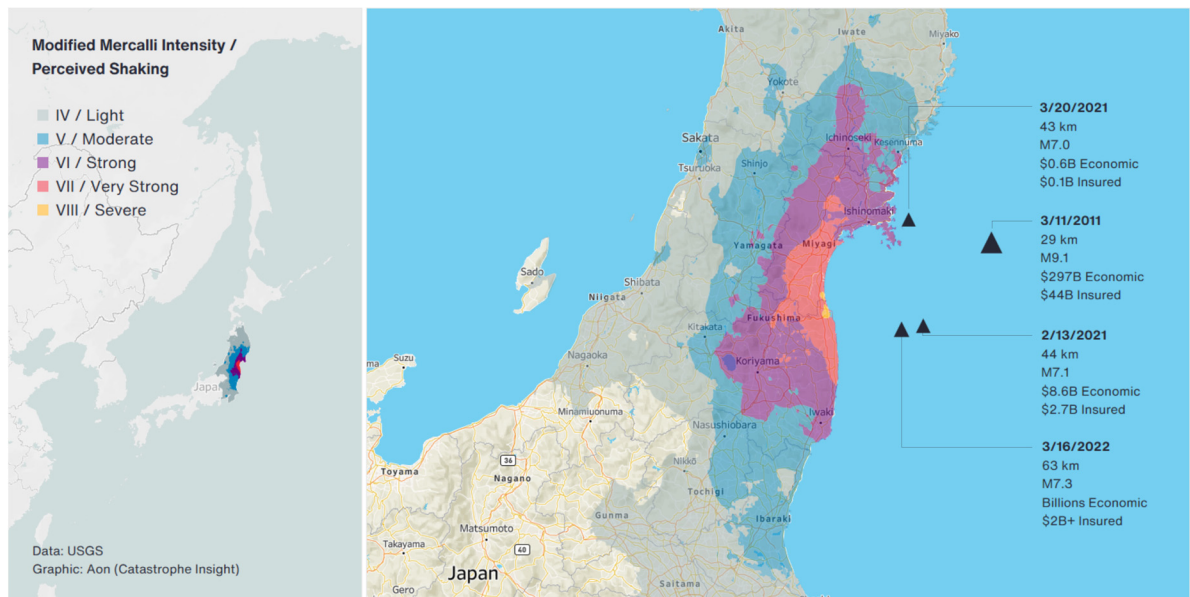 Modified Mercalli Intensity /
Perceived Shaking
IV / Light
V / Moderate
VI / Strong
VII / Very Strong
VIII / Severe
Japan
Data: USGS
Graphic: Aon (Catastrophe Insight)
Akita
Iwate
Miyako
Yokote
Sakata
Tsuruoka
Shinjo
Ichinoseki
Kesennuma
Ishinomaki
Yamagata
Miyagi
Sado
Shibata
Niigata
Fukushima
Kitakata
Suzu
ma
Nagaoka
Koriyama
Minamiuonuma
Iwaki
Nasushiobara
Toyama
36
Nagano
Nikkō
Tochigi
Gunma
Ibaraki
Matsumoto
Takayama
40
Japan
Gero
Saitama
3/20/2021
43 km
M7.0
$0.6B Economic
$0.1B Insured
3/11/2011
29 km
M9.1
$297B Economic
$44B Insured
2/13/2021
44 km
M7.1
$8.6B Economic
$2.7B Insured
3/16/2022
63 km
M7.3
Billions Economic
$2B+ Insured